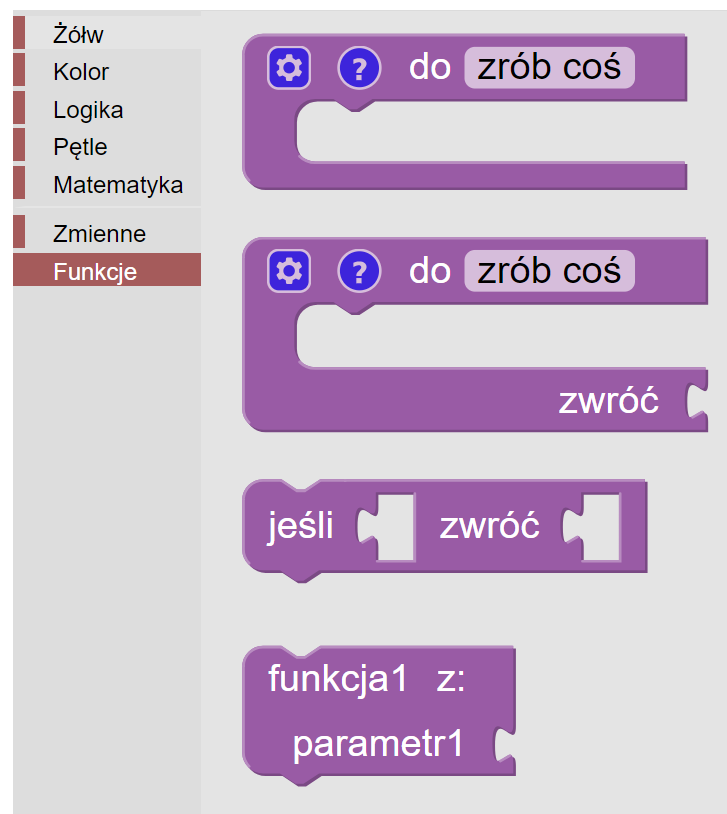 Żółw
Kolor
Logika
Pętle
Matematyka
Zmienne
Funkcje
? do zrób coś
? do zrób coś
zwróć
jeśli zwróć
funkcja1 z:
parametr1